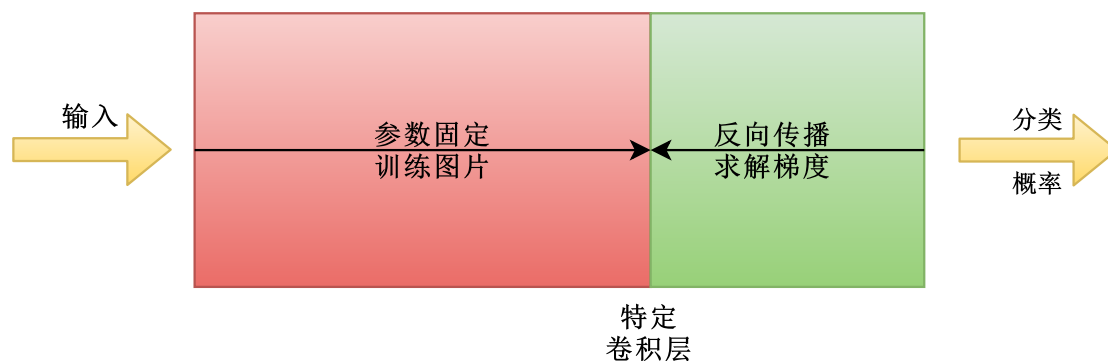 输入
参数固定
训练图片
反向传播
求解梯度
分类
概率
特定
卷积层